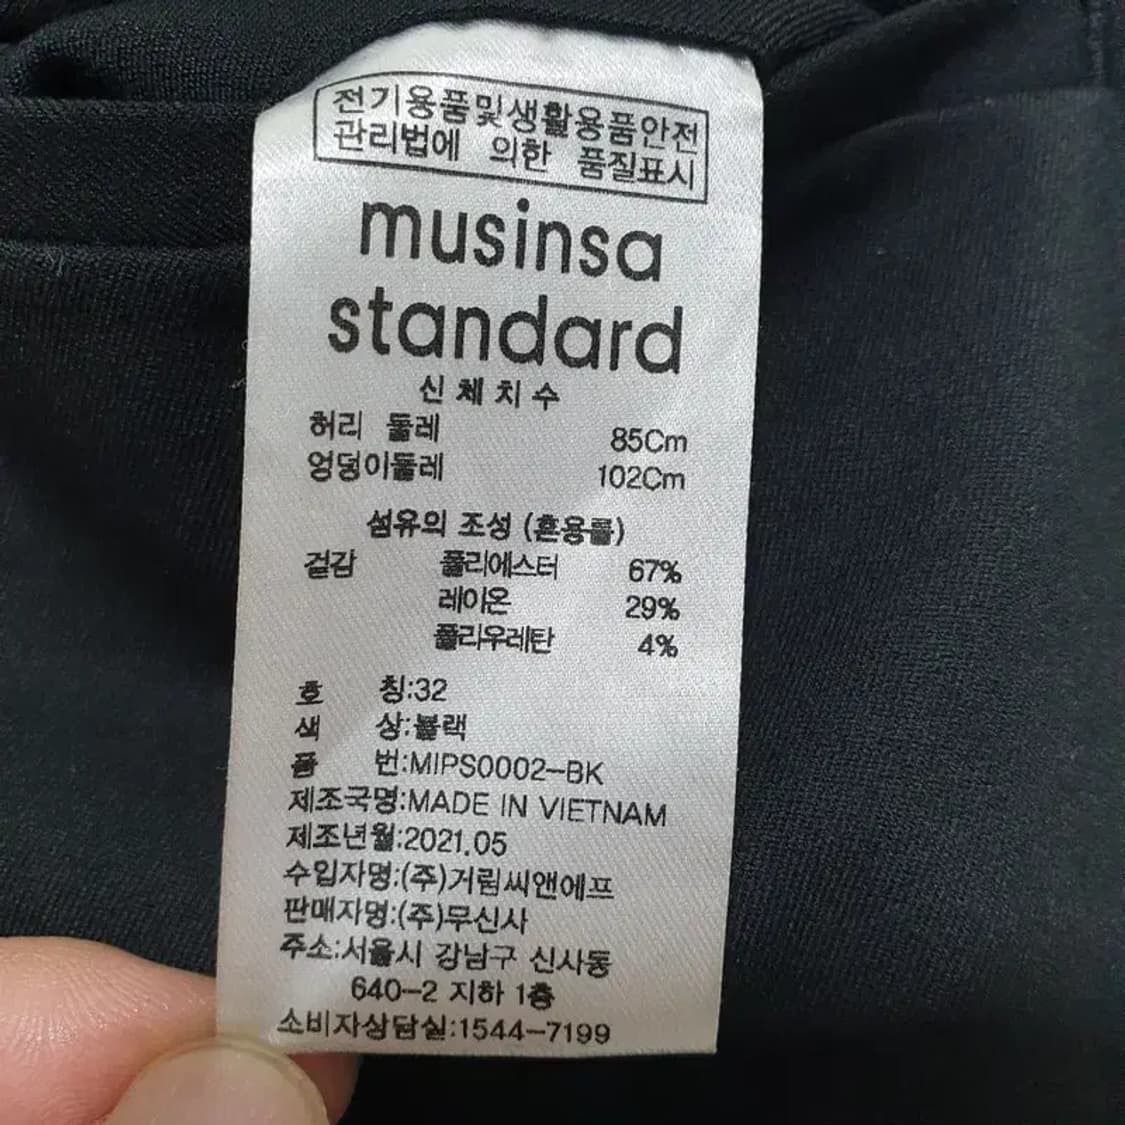 전기용품및생활용품안전
관리법에 의한 품질표시
musinsa
standard
신체치수
허리 둘레 85Cm
엉덩이둘레 102Cm
섬유의 조성 (혼용률)
겉감 폴리에스터 67%
레이온 29%
폴리우레탄 4%
호 칭:32
색 상:블랙
품 번:MIPS0002-BK
제조국명:MADE IN VIETNAM
제조년월:2021.05
수입자명:(주)거림씨앤에프
판매자명:(주)무신사
주소:서울시 강남구 신사동
640-2 지하 1층
소비자상담실:1544-7199